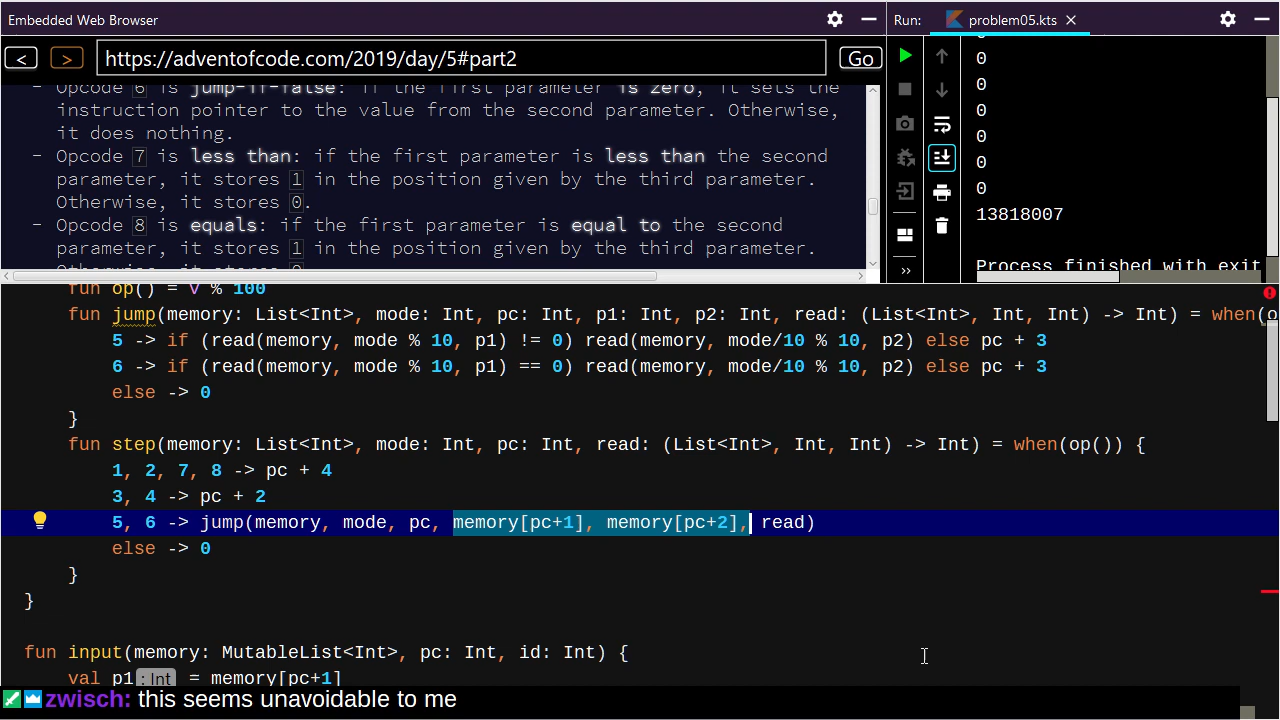 Embedded Web Browser
Run: problem05.kts
< > https://adventofcode.com/2019/day/5#part2 Go
- Opcode 6 is jump-if-false: if the first parameter is zero, it sets the
instruction pointer to the value from the second parameter. Otherwise,
it does nothing.
- Opcode 7 is less than: if the first parameter is less than the second
parameter, it stores 1 in the position given by the third parameter.
Otherwise, it stores 0.
- Opcode 8 is equals: if the first parameter is equal to the second
parameter, it stores 1 in the position given by the third parameter.
Otherwise, it stores 0.
0
0
0
0
0
0
13818007
Process finished with exit
fun op() = v % 100
fun jump(memory: List<Int>, mode: Int, pc: Int, p1: Int, p2: Int, read: (List<Int>, Int, Int) -> Int) = when(o
5 -> if (read(memory, mode % 10, p1) != 0) read(memory, mode/10 % 10, p2) else pc + 3
6 -> if (read(memory, mode % 10, p1) == 0) read(memory, mode/10 % 10, p2) else pc + 3
else -> 0
}
fun step(memory: List<Int>, mode: Int, pc: Int, read: (List<Int>, Int, Int) -> Int) = when(op()) {
1, 2, 7, 8 -> pc + 4
3, 4 -> pc + 2
5, 6 -> jump(memory, mode, pc, memory[pc+1], memory[pc+2], read)
else -> 0
}
}
fun input(memory: MutableList<Int>, pc: Int, id: Int) {
val p1 : Int = memory[pc+1]
zwisch: this seems unavoidable to me